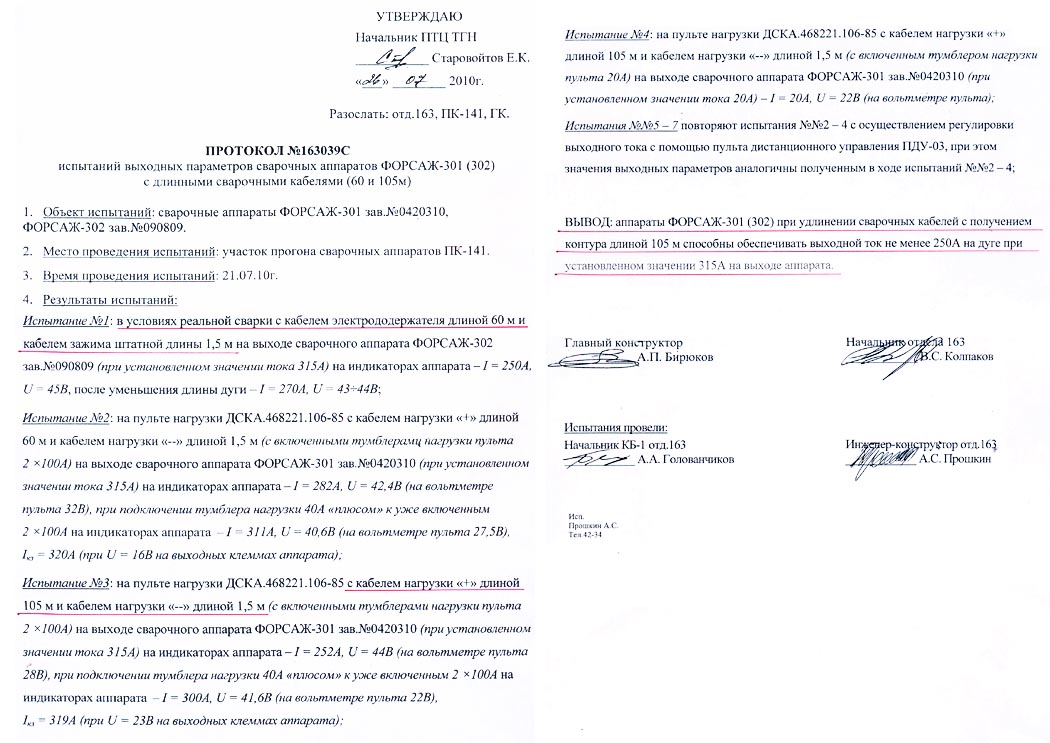 УТВЕРЖДАЮ
Начальник ПТЦ ТГН
Старовойтов Е.К.
«26» 07 2010г.
Разослать: отд.163, ПК-141, ГК.
ПРОТОКОЛ №163039С
испытаний выходных параметров сварочных аппаратов ФОРСАЖ-301 (302)
с длинными сварочными кабелями (60 и 105м)
1. Объект испытаний: сварочные аппараты ФОРСАЖ-301 зав.№0420310,
ФОРСАЖ-302 зав.№090809.
2. Место проведения испытаний: участок прогона сварочных аппаратов ПК-141.
3. Время проведения испытаний: 21.07.10г.
4. Результаты испытаний:
Испытание №1: в условиях реальной сварки с кабелем электрододержателя длиной 60 м и
кабелем зажима штатной длины 1,5 м на выходе сварочного аппарата ФОРСАЖ-302
зав.№090809 (при установленном значении тока 315А) на индикаторах аппарата – I = 250А,
U = 45В, после уменьшения длины дуги – I = 270А, U = 43÷44В;
Испытание №2: на пульте нагрузки ДСКА.468221.106-85 с кабелем нагрузки «+» длиной
60 м и кабелем нагрузки «--» длиной 1,5 м (с включенными тумблерами нагрузки пульта
2 ×100А) на выходе сварочного аппарата ФОРСАЖ-301 зав.№0420310 (при установленном
значении тока 315А) на индикаторах аппарата – I = 282А, U = 42,4В (на вольтметре
пульта 32В), при подключении тумблера нагрузки 40А «плюсом» к уже включенным
2 ×100А на индикаторах аппарата – I = 311А, U = 40,6В (на вольтметре пульта 27,5В),
Iкз = 320А (при U = 16В на выходных клеммах аппарата);
Испытание №3: на пульте нагрузки ДСКА.468221.106-85 с кабелем нагрузки «+» длиной
105 м и кабелем нагрузки «--» длиной 1,5 м (с включенными тумблерами нагрузки пульта
2 ×100А) на выходе сварочного аппарата ФОРСАЖ-301 зав.№0420310 (при установленном
значении тока 315А) на индикаторах аппарата – I = 252А, U = 44В (на вольтметре пульта
28В), при подключении тумблера нагрузки 40А «плюсом» к уже включенным 2 ×100А на
индикаторах аппарата – I = 300А, U = 41,6В (на вольтметре пульта 22В),
Iкз = 319А (при U = 23В на выходных клеммах аппарата);
Испытание №4: на пульте нагрузки ДСКА.468221.106-85 с кабелем нагрузки «+»
длиной 105 м и кабелем нагрузки «--» длиной 1,5 м (с включенным тумблером нагрузки
пульта 20А) на выходе сварочного аппарата ФОРСАЖ-301 зав.№0420310 (при
установленном значении тока 20А) – I = 20А, U = 22В (на вольтметре пульта);
Испытания №№5 – 7 повторяют испытания №№2 – 4 с осуществлением регулировки
выходного тока с помощью пульта дистанционного управления ПДУ-03, при этом
значения выходных параметров аналогичны полученным в ходе испытаний №№2 – 4;
ВЫВОД: аппараты ФОРСАЖ-301 (302) при удлинении сварочных кабелей с получением
контура длиной 105 м способны обеспечивать выходной ток не менее 250А на дуге при
установленном значении 315А на выходе аппарата.
Главный конструктор
А.П. Бирюков
Начальник отдела 163
В.С. Колпаков
Испытания провели:
Начальник КБ-1 отд.163
А.А. Голованчиков
Инженер-конструктор отд.163
А.С. Прошкин
Исп.
Прошкин А.С.
Тел.42-34